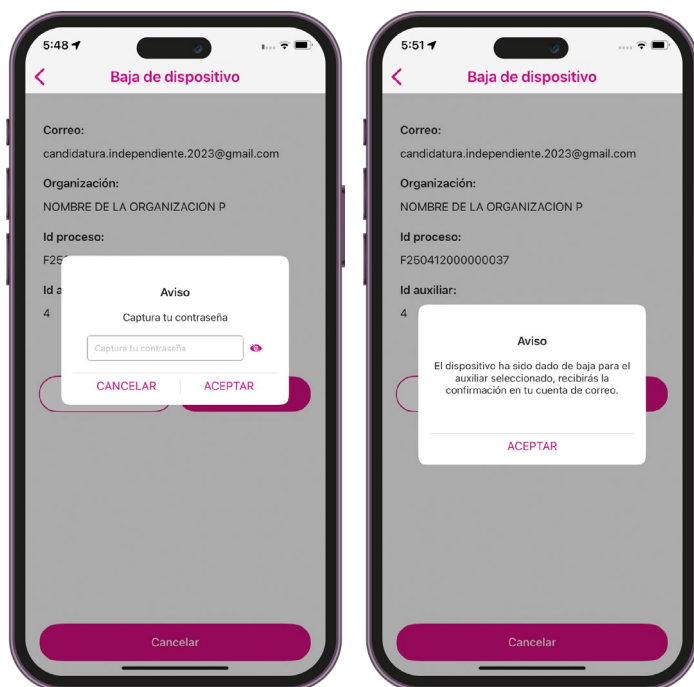 5:48
Baja de dispositivo
Correo:
candidatura.independiente.2023@gmail.com
Organización:
NOMBRE DE LA ORGANIZACION P
Id proceso:
F25
Id a
4
Aviso
Captura tu contraseña
Captura tu contraseña
CANCELAR
ACEPTAR
Cancelar
5:51
Baja de dispositivo
Correo:
candidatura.independiente.2023@gmail.com
Organización:
NOMBRE DE LA ORGANIZACION P
Id proceso:
F250412000000037
Id auxiliar:
4
Aviso
El dispositivo ha sido dado de baja para el
auxiliar seleccionado, recibirás la
confirmación en tu cuenta de correo.
ACEPTAR
Cancelar